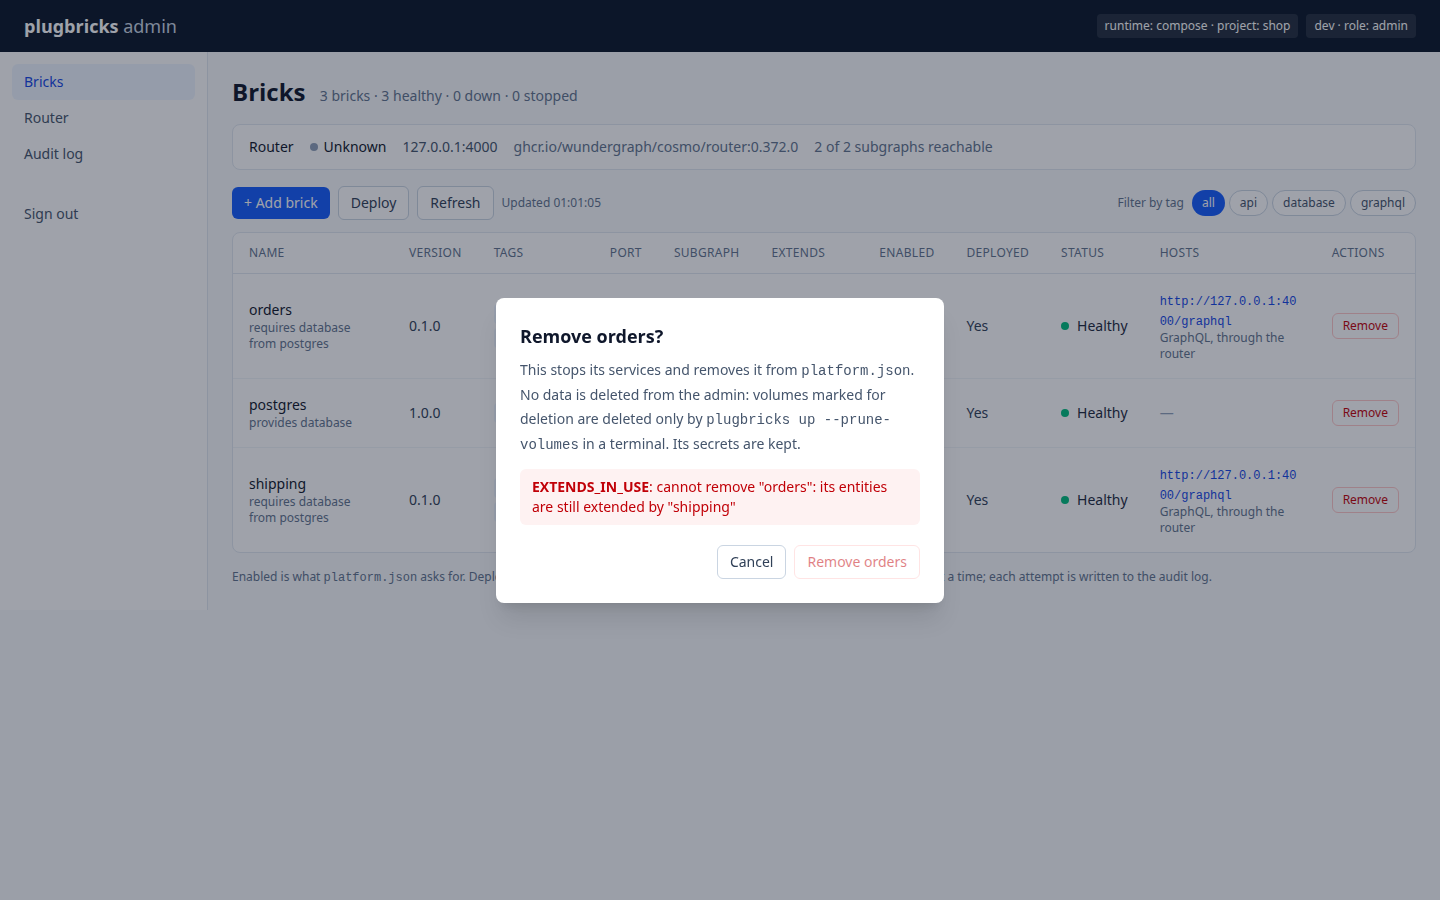 plugbricks admin
runtime: compose · project: shop
dev · role: admin
Bricks
Router
Audit log
Sign out
Bricks
3 bricks · 3 healthy · 0 down · 0 stopped
Router
Unknown
127.0.0.1:4000
ghcr.io/wundergraph/cosmo/router:0.372.0
2 of 2 subgraphs reachable
+ Add brick
Deploy
Refresh
Updated 01:01:05
Filter by tag
all
api
database
graphql
NAME
VERSION
TAGS
PORT
SUBGRAPH
EXTENDS
ENABLED
DEPLOYED
STATUS
HOSTS
ACTIONS
orders
requires database
from postgres
0.1.0
Yes
Healthy
http://127.0.0.1:40
00/graphql
GraphQL, through the
router
Remove
postgres
provides database
1.0.0
Yes
Healthy
—
Remove
shipping
requires database
from postgres
0.1.0
Yes
Healthy
http://127.0.0.1:40
00/graphql
GraphQL, through the
router
Remove
Remove orders?
This stops its services and removes it from platform.json.
No data is deleted from the admin: volumes marked for
deletion are deleted only by plugbricks up --prune-
volumes in a terminal. Its secrets are kept.
EXTENDS_IN_USE: cannot remove "orders": its entities
are still extended by "shipping"
Cancel
Remove orders
Enabled is what platform.json asks for.
a time; each attempt is written to the audit log.